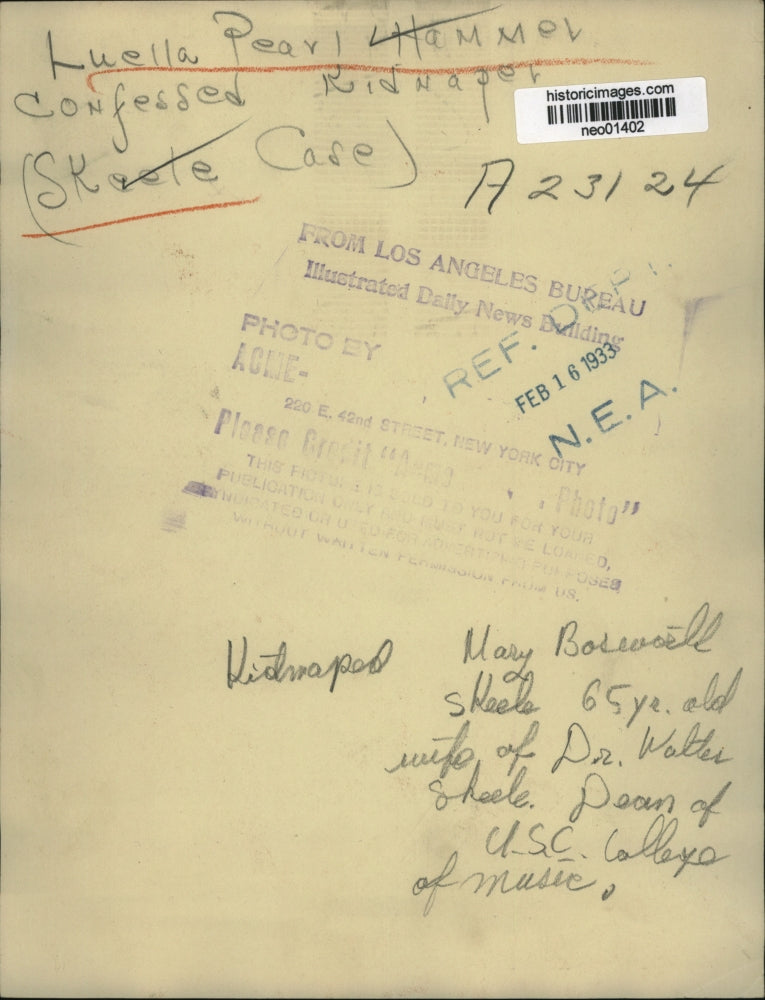 Luella Pearl Hammer
Confessed Kidnaper
(Skeele Case)
historicimages.com
neo01402
A 23124
FROM LOS ANGELES BUREAU
Illustrated Daily News Building
REF. DEPT.
FEB 16 1933
N.E.A.
PHOTO BY
ACME-
220 E. 42nd STREET, NEW YORK CITY
Please Credit "Acme Photo"
THIS PICTURE IS SOLD TO YOU FOR YOUR
PUBLICATION ONLY AND MUST NOT BE LOANED,
SYNDICATED OR USED FOR ADVERTISING PURPOSES
WITHOUT WRITTEN PERMISSION FROM US.
Kidnaped Mary Bosworth
Skeele 65 yr. old
wife of Dr. Walter
Skeele. Dean of
U.S.C. College
of music.